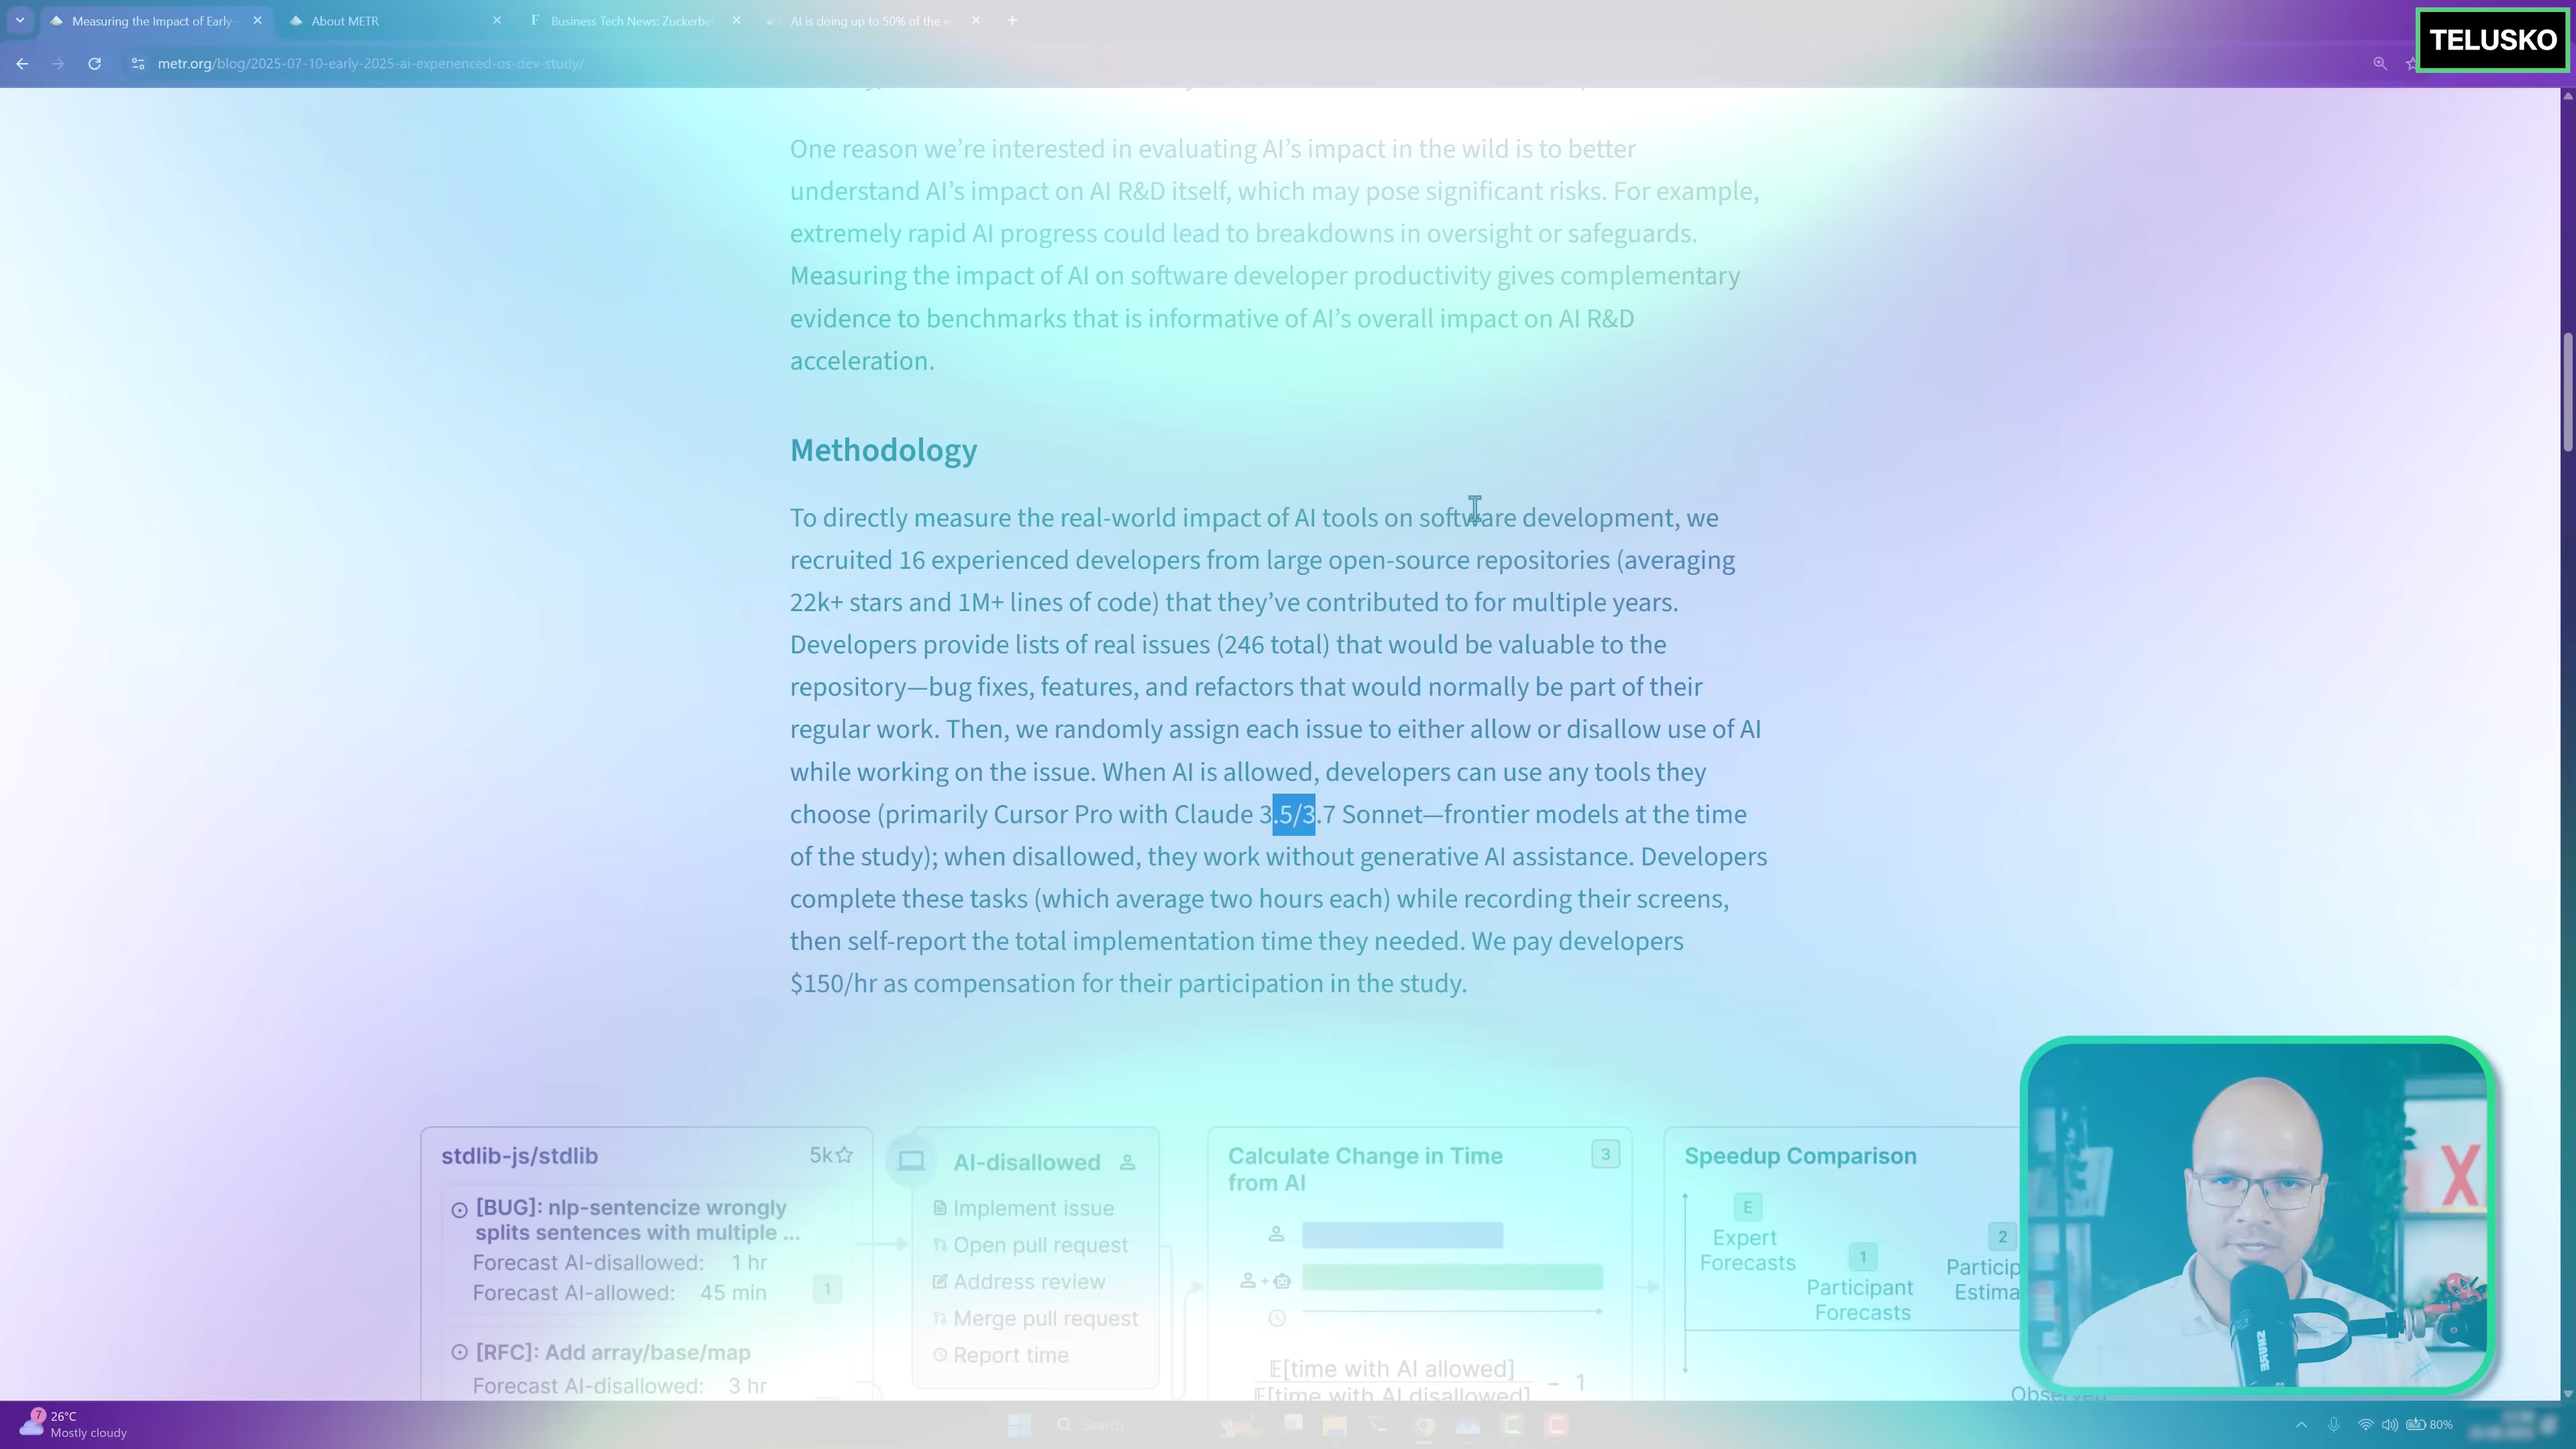 Measuring the Impact of Early-
About METR
Business Tech News: Zuckerbe
AI is doing up to 50% of the w
metr.org/blog/2025-07-10-early-2025-ai-experienced-os-dev-study/
TELUSKO
One reason we’re interested in evaluating AI’s impact in the wild is to better
understand AI’s impact on AI R&D itself, which may pose significant risks. For example,
extremely rapid AI progress could lead to breakdowns in oversight or safeguards.
Measuring the impact of AI on software developer productivity gives complementary
evidence to benchmarks that is informative of AI’s overall impact on AI R&D
acceleration.
Methodology
To directly measure the real-world impact of AI tools on software development, we
recruited 16 experienced developers from large open-source repositories (averaging
22k+ stars and 1M+ lines of code) that they’ve contributed to for multiple years.
Developers provide lists of real issues (246 total) that would be valuable to the
repository—bug fixes, features, and refactors that would normally be part of their
regular work. Then, we randomly assign each issue to either allow or disallow use of AI
while working on the issue. When AI is allowed, developers can use any tools they
choose (primarily Cursor Pro with Claude 3.5/3.7 Sonnet—frontier models at the time
of the study); when disallowed, they work without generative AI assistance. Developers
complete these tasks (which average two hours each) while recording their screens,
then self-report the total implementation time they needed. We pay developers
$150/hr as compensation for their participation in the study.
stdlib-js/stdlib 5k
[BUG]: nlp-sentencize wrongly
splits sentences with multiple ...
Forecast AI-disallowed: 1 hr
Forecast AI-allowed: 45 min
1
[RFC]: Add array/base/map
Forecast AI-disallowed: 3 hr
AI-disallowed
Implement issue
Open pull request
Address review
Merge pull request
Report time
Calculate Change in Time
from AI
3
+
𝔼[time with AI allowed]
𝔼[time with AI disallowed]
− 1
Speedup Comparison
E
Expert
Forecasts
1
Participant
Forecasts
2
Particip
Estima
Observed
X
7
26°C
Mostly cloudy
Search
80%